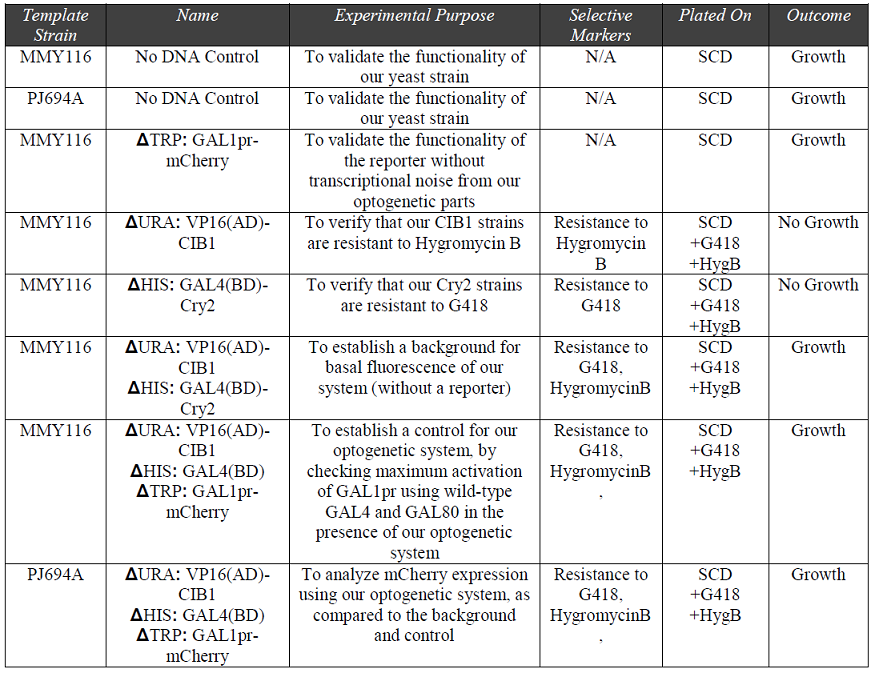 Template Strain Name Experimental Purpose Selective Markers Plated On Outcome
MMY116 No DNA Control To validate the functionality of our yeast strain N/A SCD Growth
PJ694A No DNA Control To validate the functionality of our yeast strain N/A SCD Growth
MMY116 ΔTRP: GAL1pr-mCherry To validate the functionality of the reporter without transcriptional noise from our optogenetic parts N/A SCD Growth
MMY116 ΔURA: VP16(AD)-CIB1 To verify that our CIB1 strains are resistant to Hygromycin B Resistance to Hygromycin B SCD +G418 +HygB No Growth
MMY116 ΔHIS: GAL4(BD)-Cry2 To verify that our Cry2 strains are resistant to G418 Resistance to G418 SCD +G418 +HygB No Growth
MMY116 ΔURA: VP16(AD)-CIB1 ΔHIS: GAL4(BD)-Cry2 To establish a background for basal fluorescence of our system (without a reporter) Resistance to G418, HygromycinB SCD +G418 +HygB Growth
MMY116 ΔURA: VP16(AD)-CIB1 ΔHIS: GAL4(BD) ΔTRP: GAL1pr-mCherry To establish a control for our optogenetic system, by checking maximum activation of GAL1pr using wild-type GAL4 and GAL80 in the presence of our optogenetic system Resistance to G418, HygromycinB , SCD +G418 +HygB Growth
PJ694A ΔURA: VP16(AD)-CIB1 ΔHIS: GAL4(BD) ΔTRP: GAL1pr-mCherry To analyze mCherry expression using our optogenetic system, as compared to the background and control Resistance to G418, HygromycinB , SCD +G418 +HygB Growth